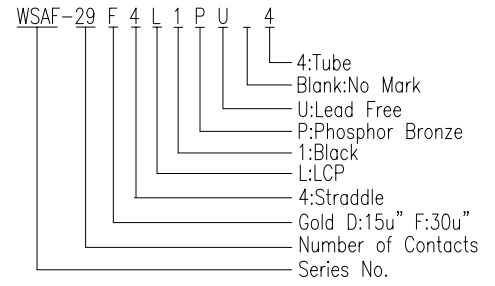 WSAF-29 F 4 L 1 P U   4
4:Tube
Blank:No Mark
U:Lead Free
P:Phosphor Bronze
1:Black
L:LCP
4:Straddle
Gold D:15u" F:30u"
Number of Contacts
Series No.